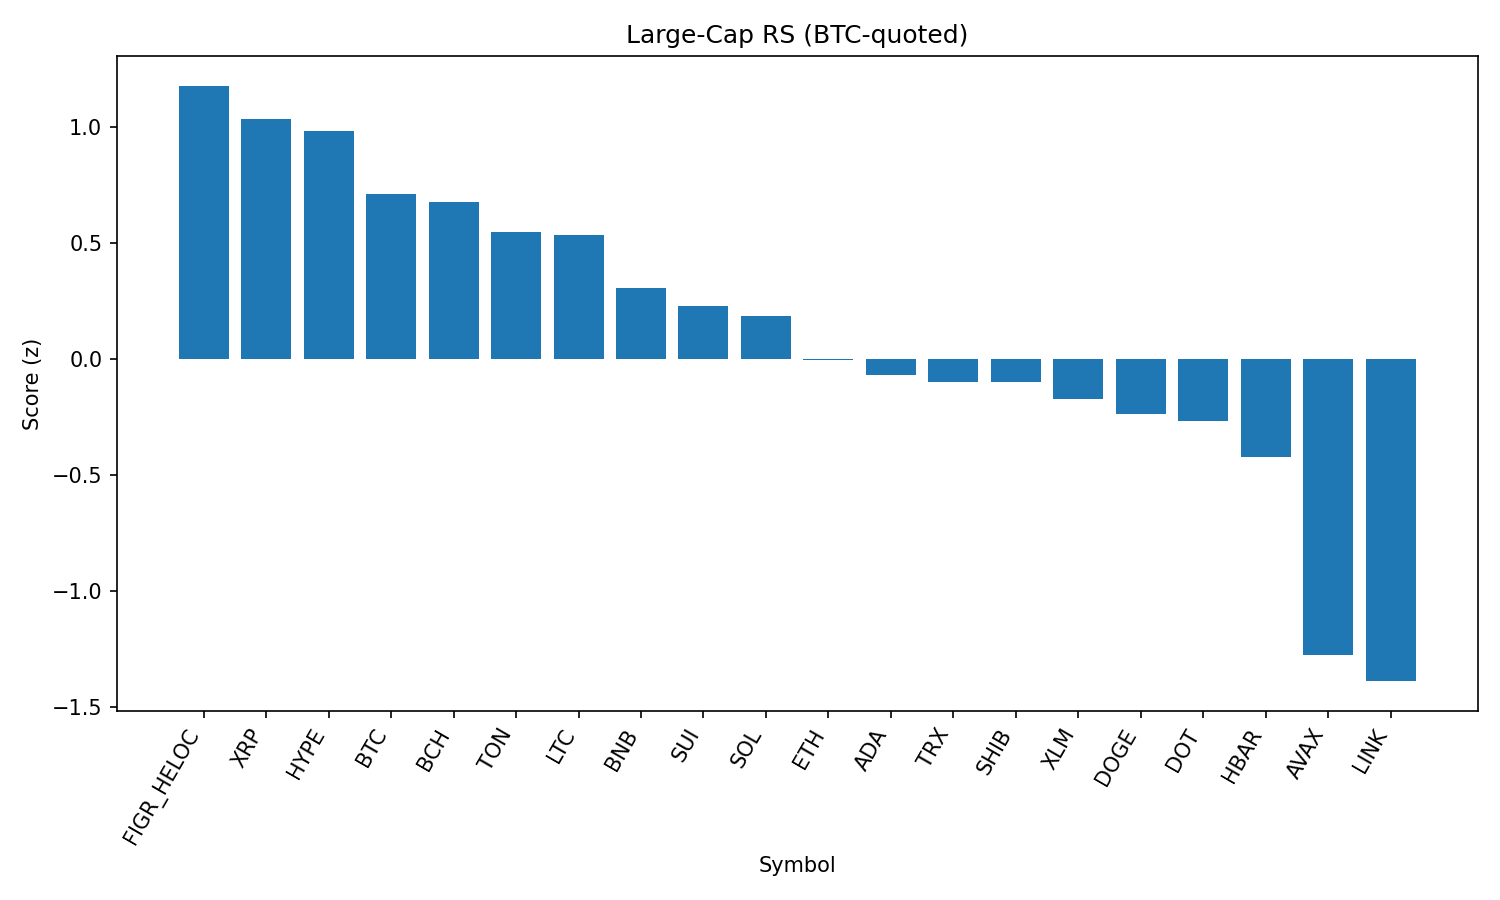 Large-Cap RS (BTC-quoted)
Score (z)
1.0
0.5
0.0
−0.5
−1.0
−1.5
FIGR_HELOC
XRP
HYPE
BTC
BCH
TON
LTC
BNB
SUI
SOL
ETH
ADA
TRX
SHIB
XLM
DOGE
DOT
HBAR
AVAX
LINK
Symbol